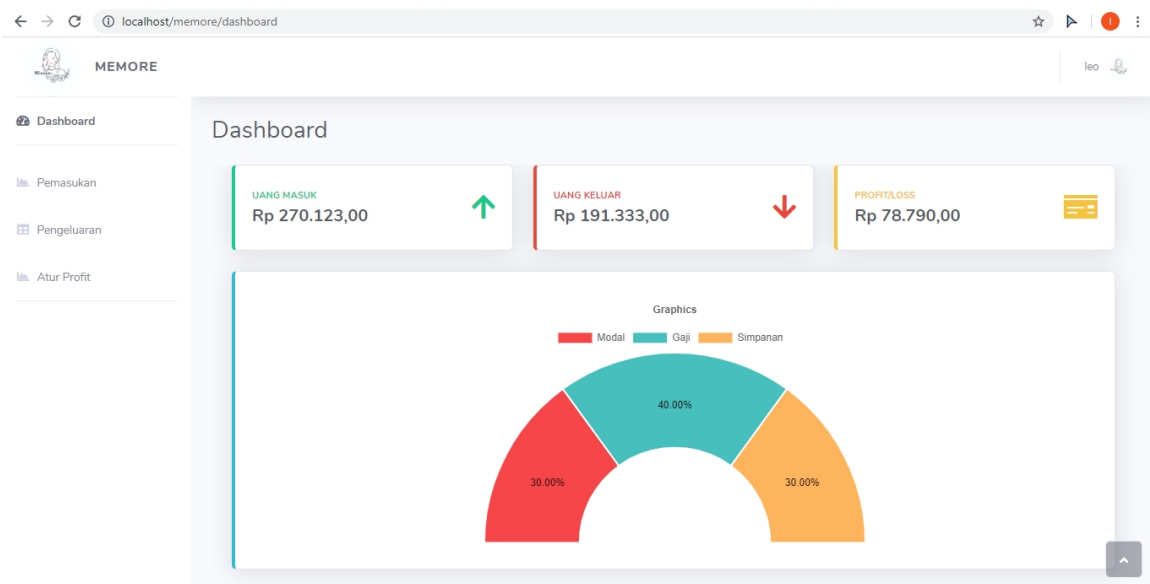 localhost/memore/dashboard
MEMORE
leo
Dashboard
Pemasukan
Pengeluaran
Atur Profit
Dashboard
UANG MASUK
Rp 270.123,00
UANG KELUAR
Rp 191.333,00
PROFIT/LOSS
Rp 78.790,00
Graphics
Modal Gaji Simpanan
40.00%
30.00% 30.00%